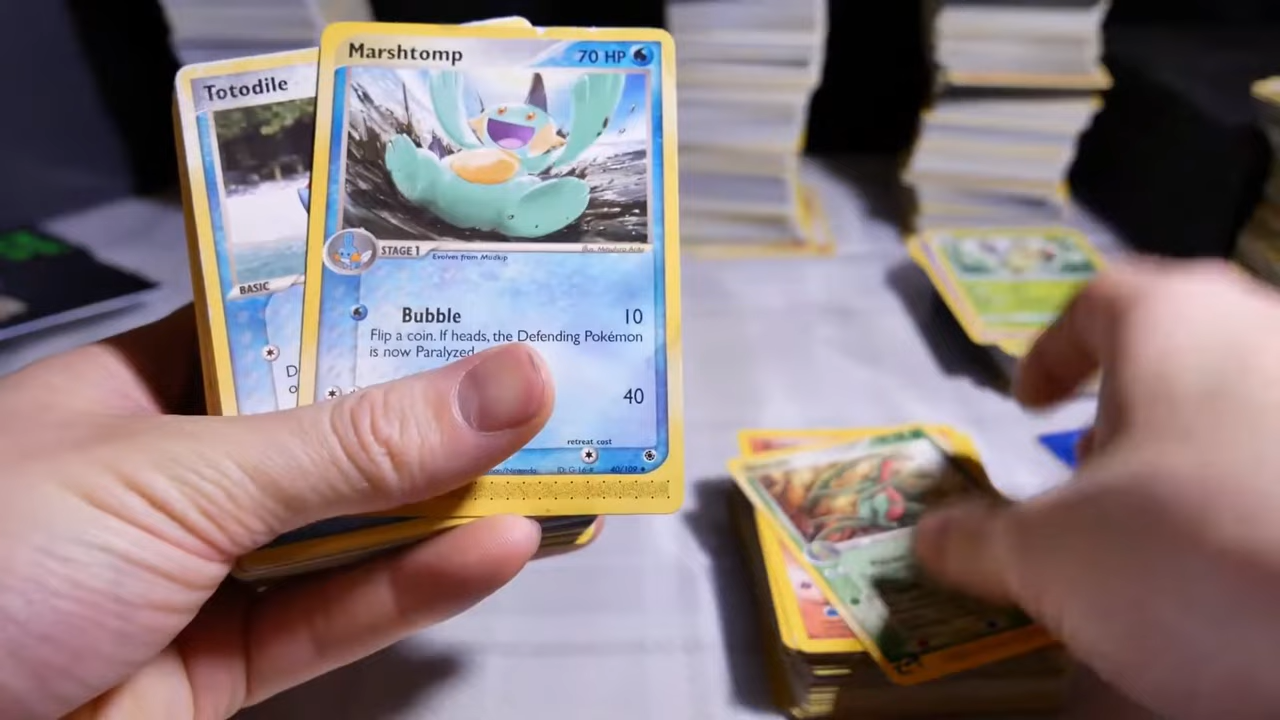 Totodile
BASIC
D
o
Marshtomp 70 HP
STAGE 1
Evolves from Mudkip
Bubble 10
Flip a coin. If heads, the Defending Pokémon
is now Paralyzed
40
retreat cost
40/109